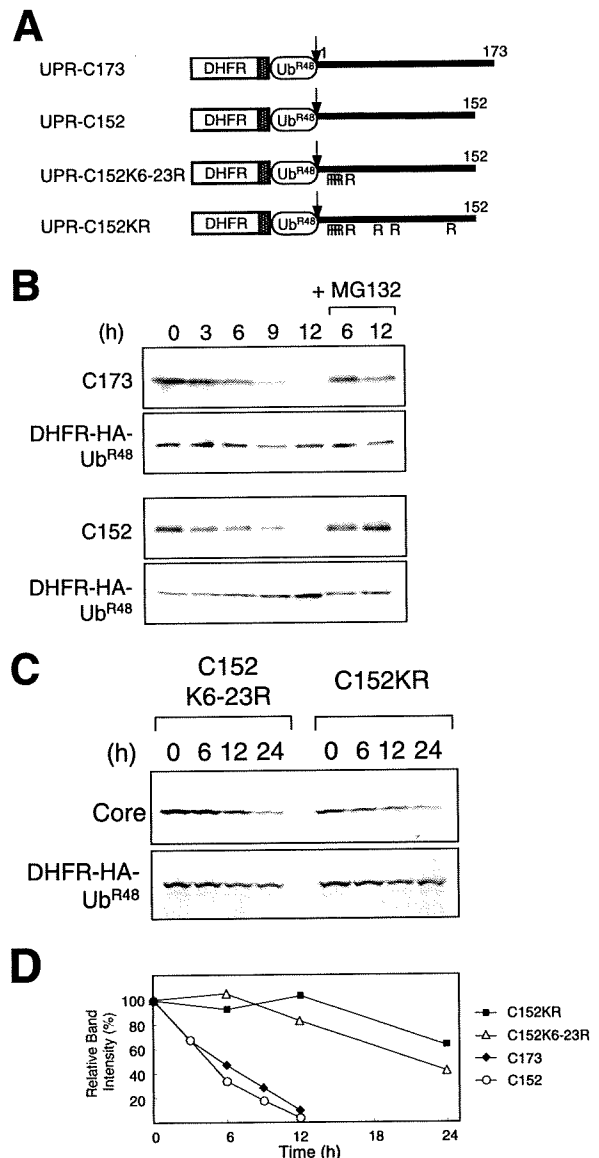 A
UPR-C173 DHFR Ub^R48 1 173
UPR-C152 DHFR Ub^R48 152
UPR-C152K6-23R DHFR Ub^R48 152
R R R R
UPR-C152KR DHFR Ub^R48 152
R R R R R R R
B
+ MG132
(h) 0 3 6 9 12 6 12
C173
DHFR-HA-
Ub^R48
C152
DHFR-HA-
Ub^R48
C
C152
K6-23R
C152KR
(h) 0 6 12 24 0 6 12 24
Core
DHFR-HA-
Ub^R48
D
Relative Band
Intensity (%)
100
80
60
40
20
0 6 12 18 24
Time (h)
C152KR
C152K6-23R
C173
C152